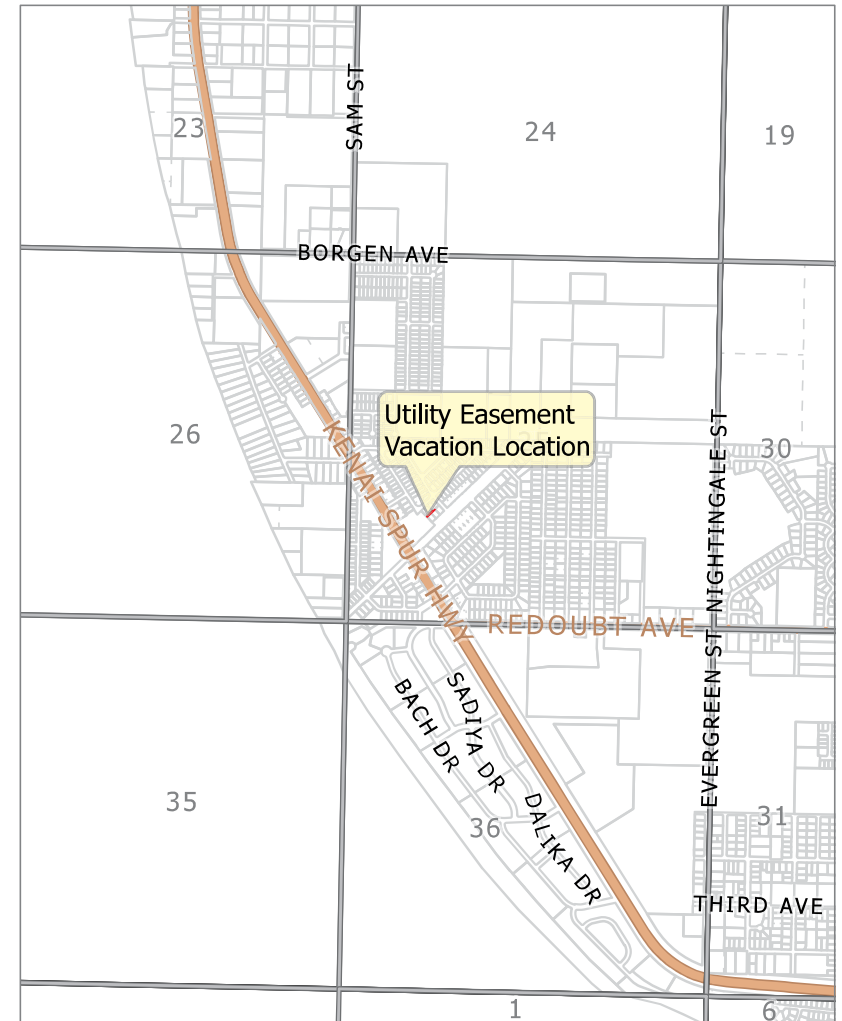 SAM ST
23
24
19
BORGEN AVE
Utility Easement
Vacation Location
26
25
30
KENAI SPUR HWY
NIGHTINGALE ST
REDOUBT AVE
EVERGREEN ST
SADIYA DR
BACH DR
35
36
DALIKA DR
31
THIRD AVE
1
6